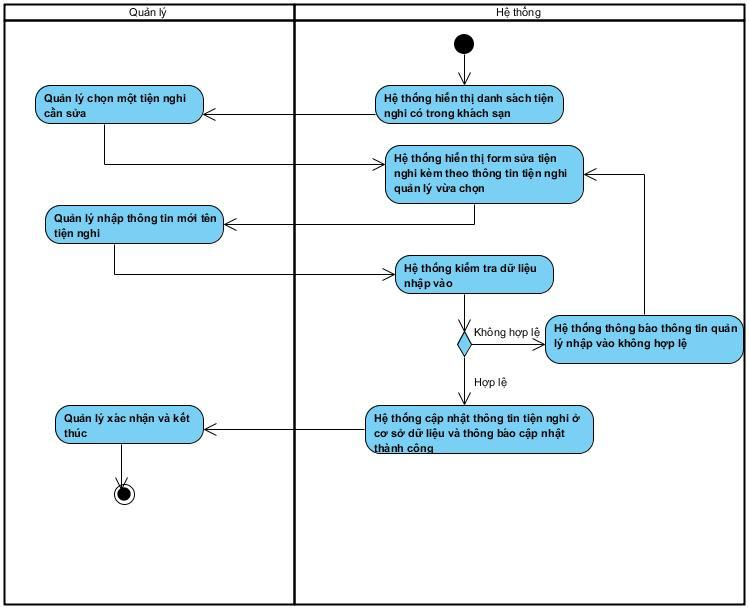 Quản lý
Hệ thống
Hệ thống hiển thị danh sách tiện
nghi có trong khách sạn
Quản lý chọn một tiện nghi
cần sửa
Hệ thống hiển thị form sửa tiện
nghi kèm theo thông tin tiện nghi
quản lý vừa chọn
Quản lý nhập thông tin mới tên
tiện nghi
Hệ thống kiểm tra dữ liệu
nhập vào
Không hợp lệ
Hệ thống thông báo thông tin quản
lý nhập vào không hợp lệ
Hợp lệ
Hệ thống cập nhật thông tin tiện nghi ở
cơ sở dữ liệu và thông báo cập nhật
thành công
Quản lý xác nhận và kết
thúc